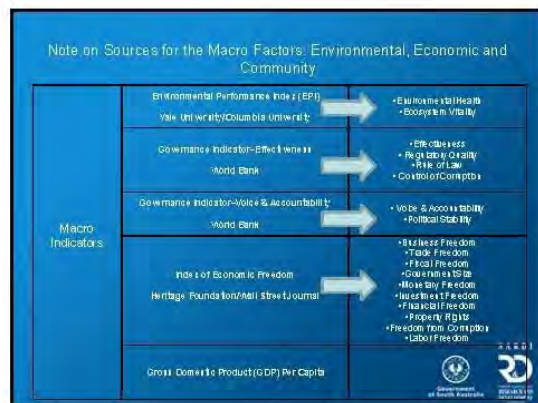 Note on Sources for the Macro Factors: Environmental, Economic and
Community
Macro
Indicators
Environmental Performance Index (EPI)
Yale University/Columbia University
•Environmental Health
•Ecosystem Vitality
Governance Indicator-Effectiveness
World Bank
•Effectiveness
•Regulatory Quality
•Rule of Law
•Control of Corruption
Governance Indicator-Voice & Accountability
World Bank
•Voice & Accountability
•Political Stability
Index of Economic Freedom
Heritage Foundation/Wall Street Journal
•Business Freedom
•Trade Freedom
•Fiscal Freedom
•Government Size
•Monetary Freedom
•Investment Freedom
•Financial Freedom
•Property Rights
•Freedom from Corruption
•Labor Freedom
Gross Domestic Product (GDP) Per Capita
Government
of South Australia
SARDI
RD